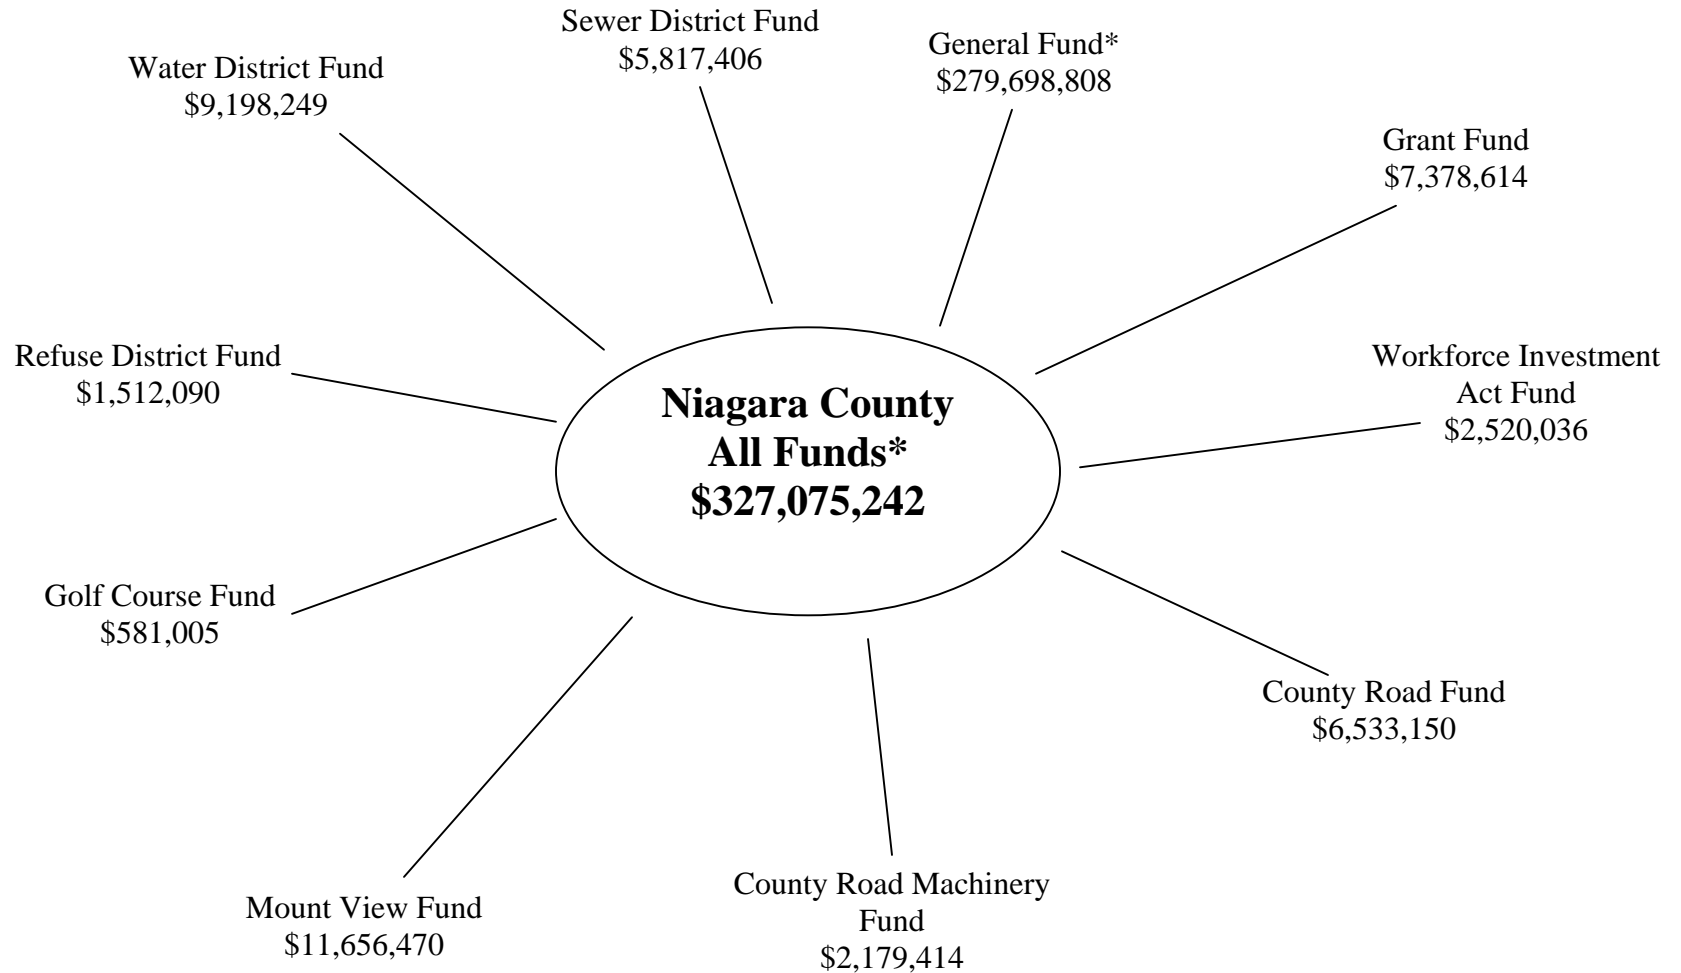 Sewer District Fund
$5,817,406
General Fund*
$279,698,808
Water District Fund
$9,198,249
Grant Fund
$7,378,614
Refuse District Fund
$1,512,090
Workforce Investment
Act Fund
$2,520,036
Niagara County
All Funds*
$327,075,242
Golf Course Fund
$581,005
County Road Fund
$6,533,150
Mount View Fund
$11,656,470
County Road Machinery
Fund
$2,179,414